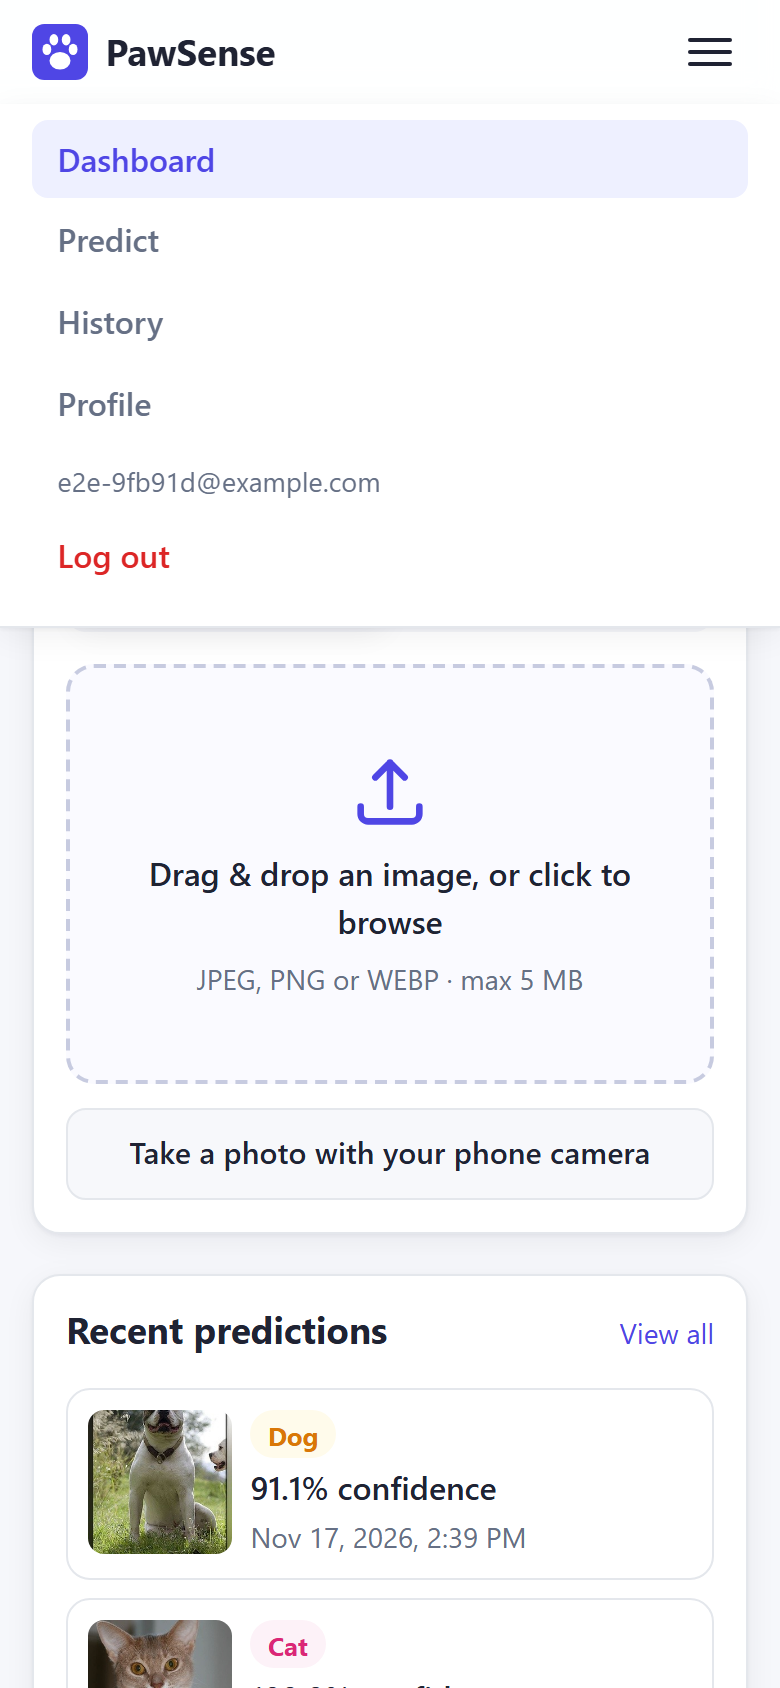 PawSense
Dashboard
Predict
History
Profile
e2e-9fb91d@example.com
Log out
Drag & drop an image, or click to
browse
JPEG, PNG or WEBP · max 5 MB
Take a photo with your phone camera
Recent predictions
View all
Dog
91.1% confidence
Nov 17, 2026, 2:39 PM
Cat